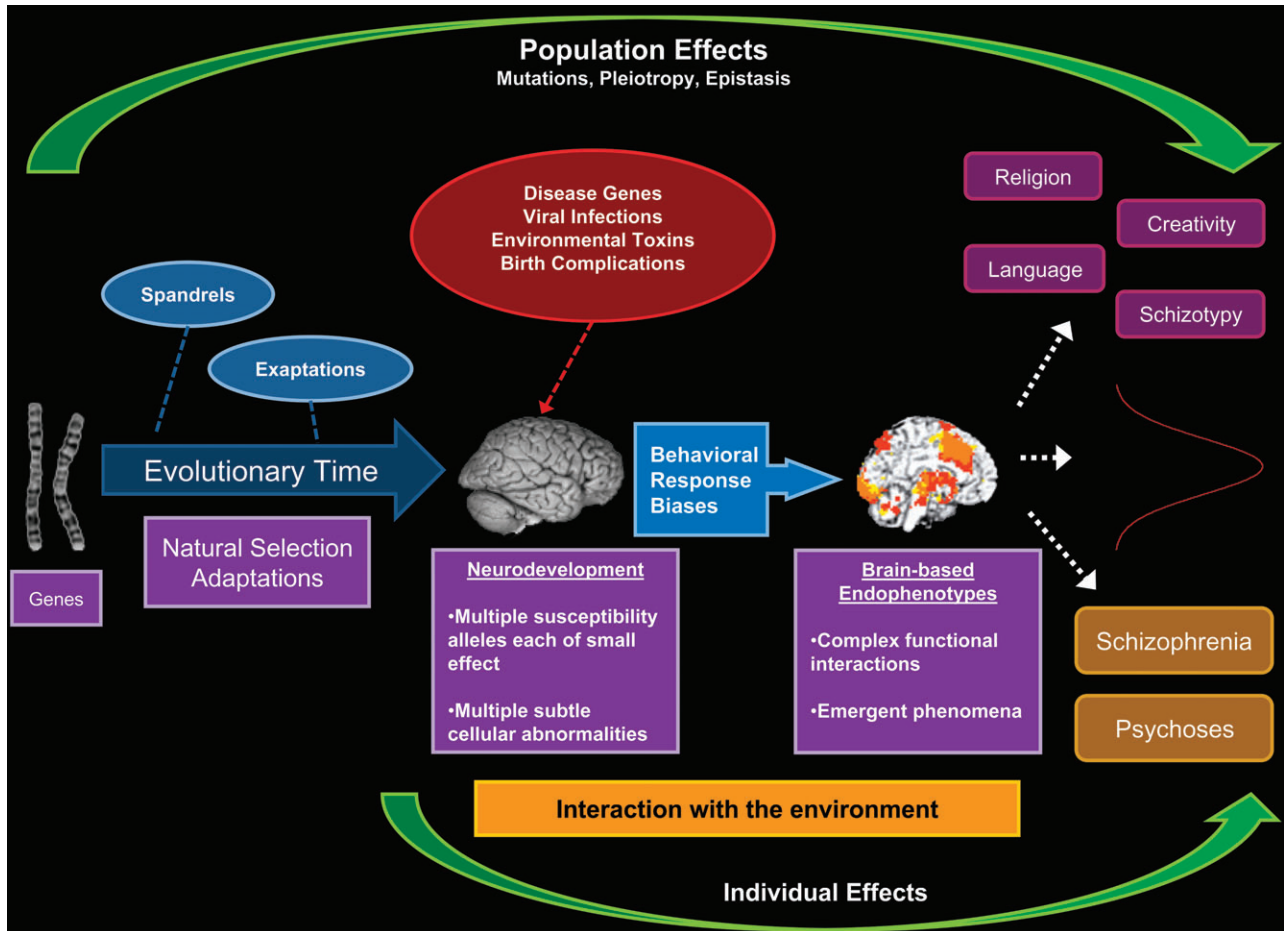 Population Effects
Mutations, Pleiotropy, Epistasis
Disease Genes
Viral Infections
Environmental Toxins
Birth Complications
Religion
Creativity
Language
Schizotypy
Spandrels
Exaptations
Evolutionary Time
Natural Selection
Adaptations
Genes
Behavioral
Response
Biases
Neurodevelopment
•Multiple susceptibility
alleles each of small
effect
•Multiple subtle
cellular abnormalities
Brain-based
Endophenotypes
•Complex functional
interactions
•Emergent phenomena
Schizophrenia
Psychoses
Interaction with the environment
Individual Effects